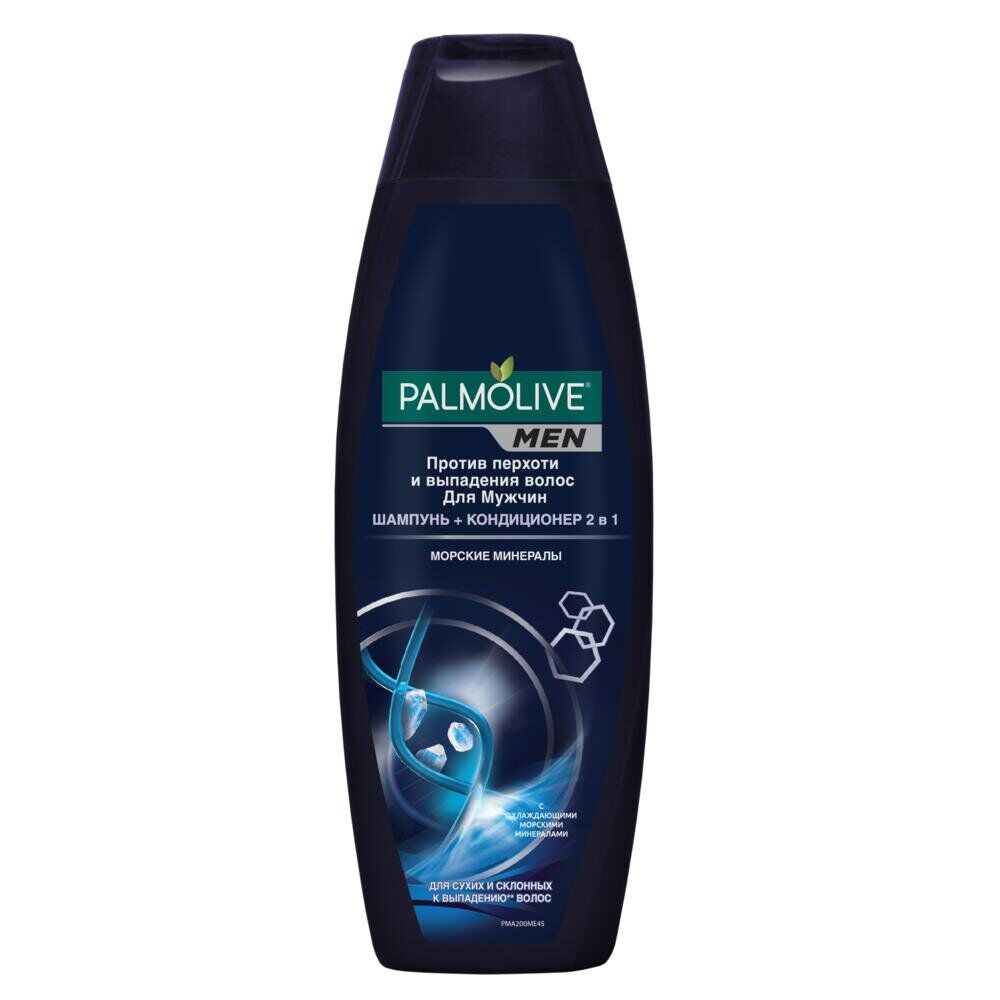 PALMOLIVE®
MEN
Против перхоти
и выпадения волос
Для Мужчин
ШАМПУНЬ + КОНДИЦИОНЕР 2 в 1
МОРСКИЕ МИНЕРАЛЫ
С
ОХЛАЖДАЮЩИМИ
МОРСКИМИ
МИНЕРАЛАМИ
ДЛЯ СУХИХ И СКЛОННЫХ
К ВЫПАДЕНИЮ** ВОЛОС
PMA200ME45